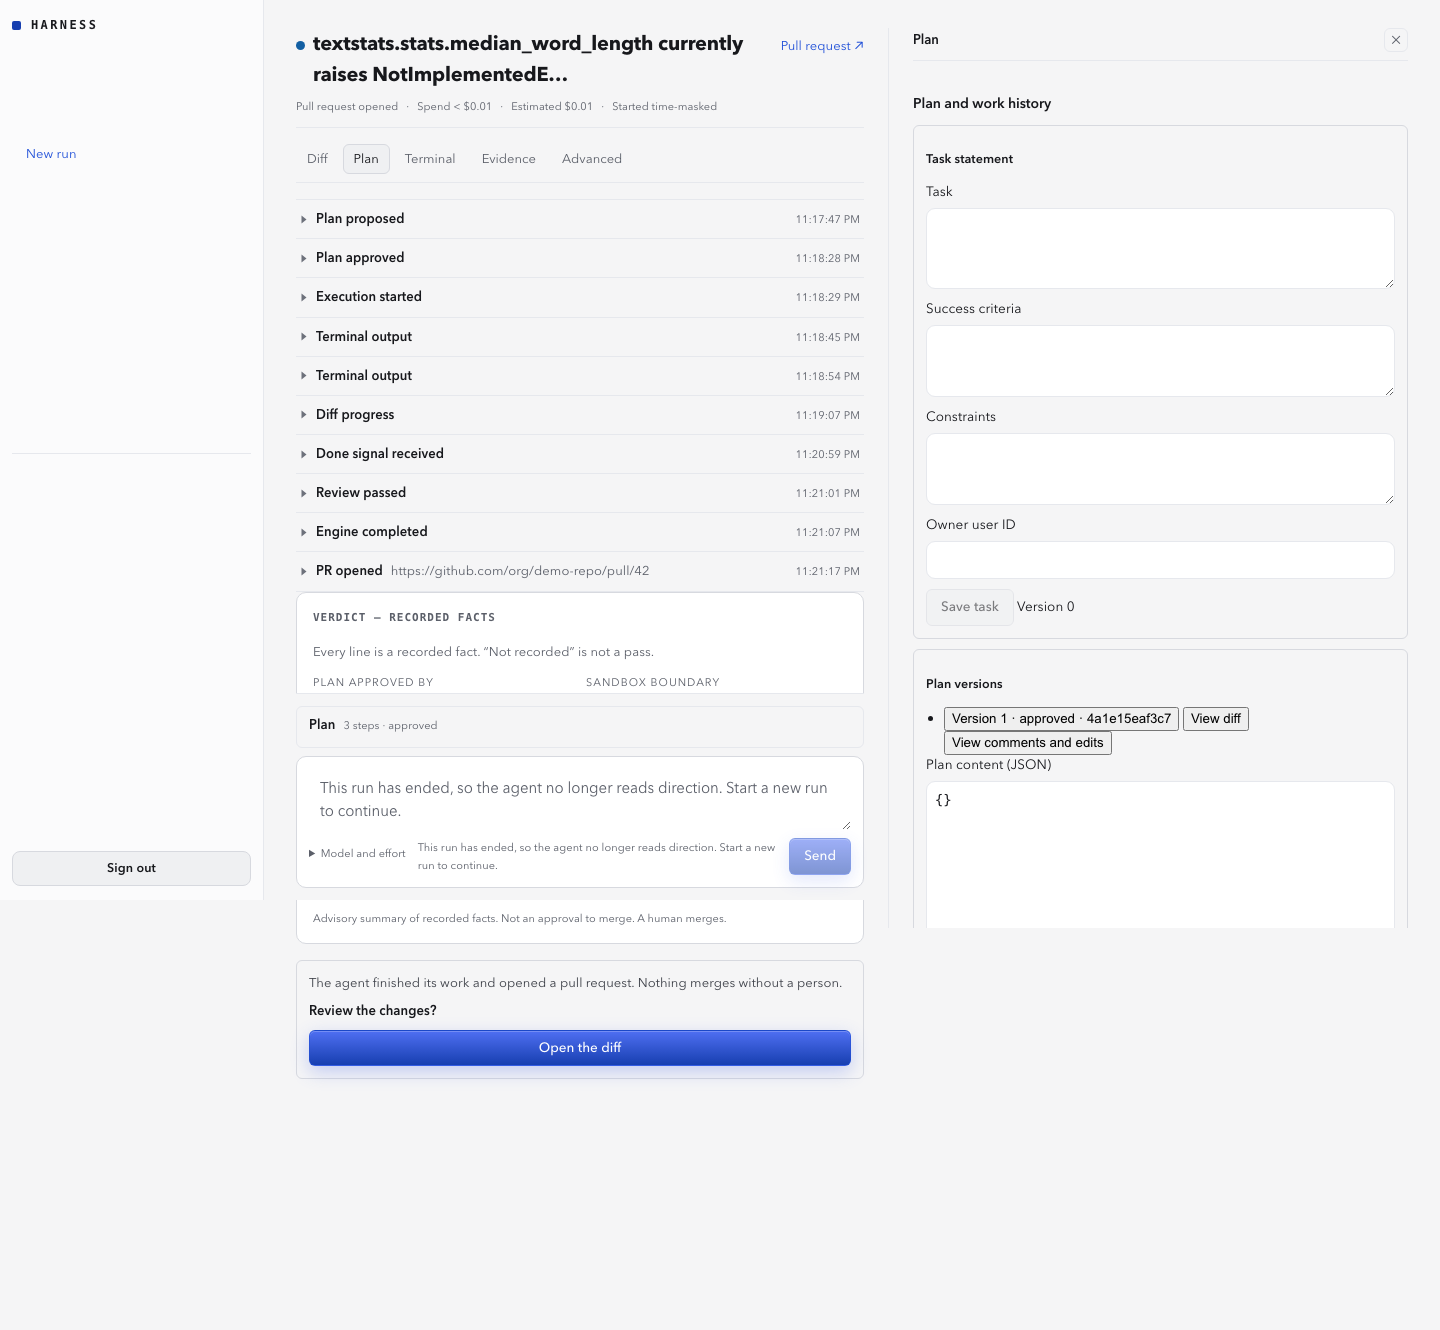 HARNESS
New run
Sign out
textstats.stats.median_word_length currently
raises NotImplementedE...
Pull request ↗
Pull request opened · Spend < $0.01 · Estimated $0.01 · Started time-masked
Diff Plan Terminal Evidence Advanced
Plan proposed 11:17:47 PM
Plan approved 11:18:28 PM
Execution started 11:18:29 PM
Terminal output 11:18:45 PM
Terminal output 11:18:54 PM
Diff progress 11:19:07 PM
Done signal received 11:20:59 PM
Review passed 11:21:01 PM
Engine completed 11:21:07 PM
PR opened https://github.com/org/demo-repo/pull/42 11:21:17 PM
VERDICT — RECORDED FACTS
Every line is a recorded fact. “Not recorded” is not a pass.
PLAN APPROVED BY SANDBOX BOUNDARY
Plan 3 steps · approved
This run has ended, so the agent no longer reads direction. Start a new run
to continue.
Model and effort
This run has ended, so the agent no longer reads direction. Start a new
run to continue.
Send
Advisory summary of recorded facts. Not an approval to merge. A human merges.
The agent finished its work and opened a pull request. Nothing merges without a person.
Review the changes?
Open the diff
Plan
Plan and work history
Task statement
Task
Success criteria
Constraints
Owner user ID
Save task Version 0
Plan versions
Version 1 · approved · 4a1e15eaf3c7 View diff
View comments and edits
Plan content (JSON)
{}